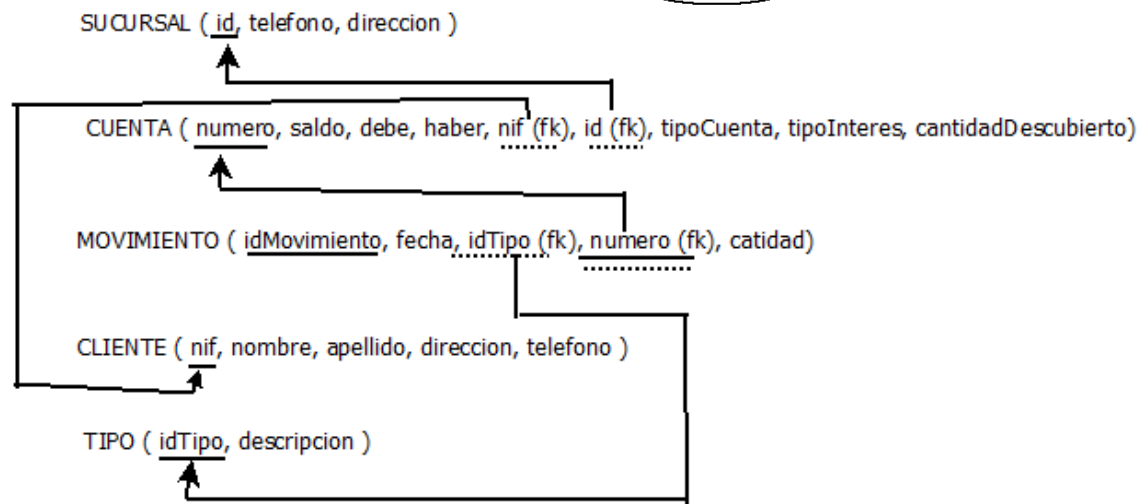 SUCURSAL ( id, telefono, direccion )
CUENTA ( numero, saldo, debe, haber, nif (fk), id (fk), tipoCuenta, tipoInteres, cantidadDescubierto)
MOVIMIENTO ( idMovimiento, fecha, idTipo (fk), numero (fk), catidad)
CLIENTE ( nif, nombre, apellido, direccion, telefono )
TIPO ( idTipo, descripcion )